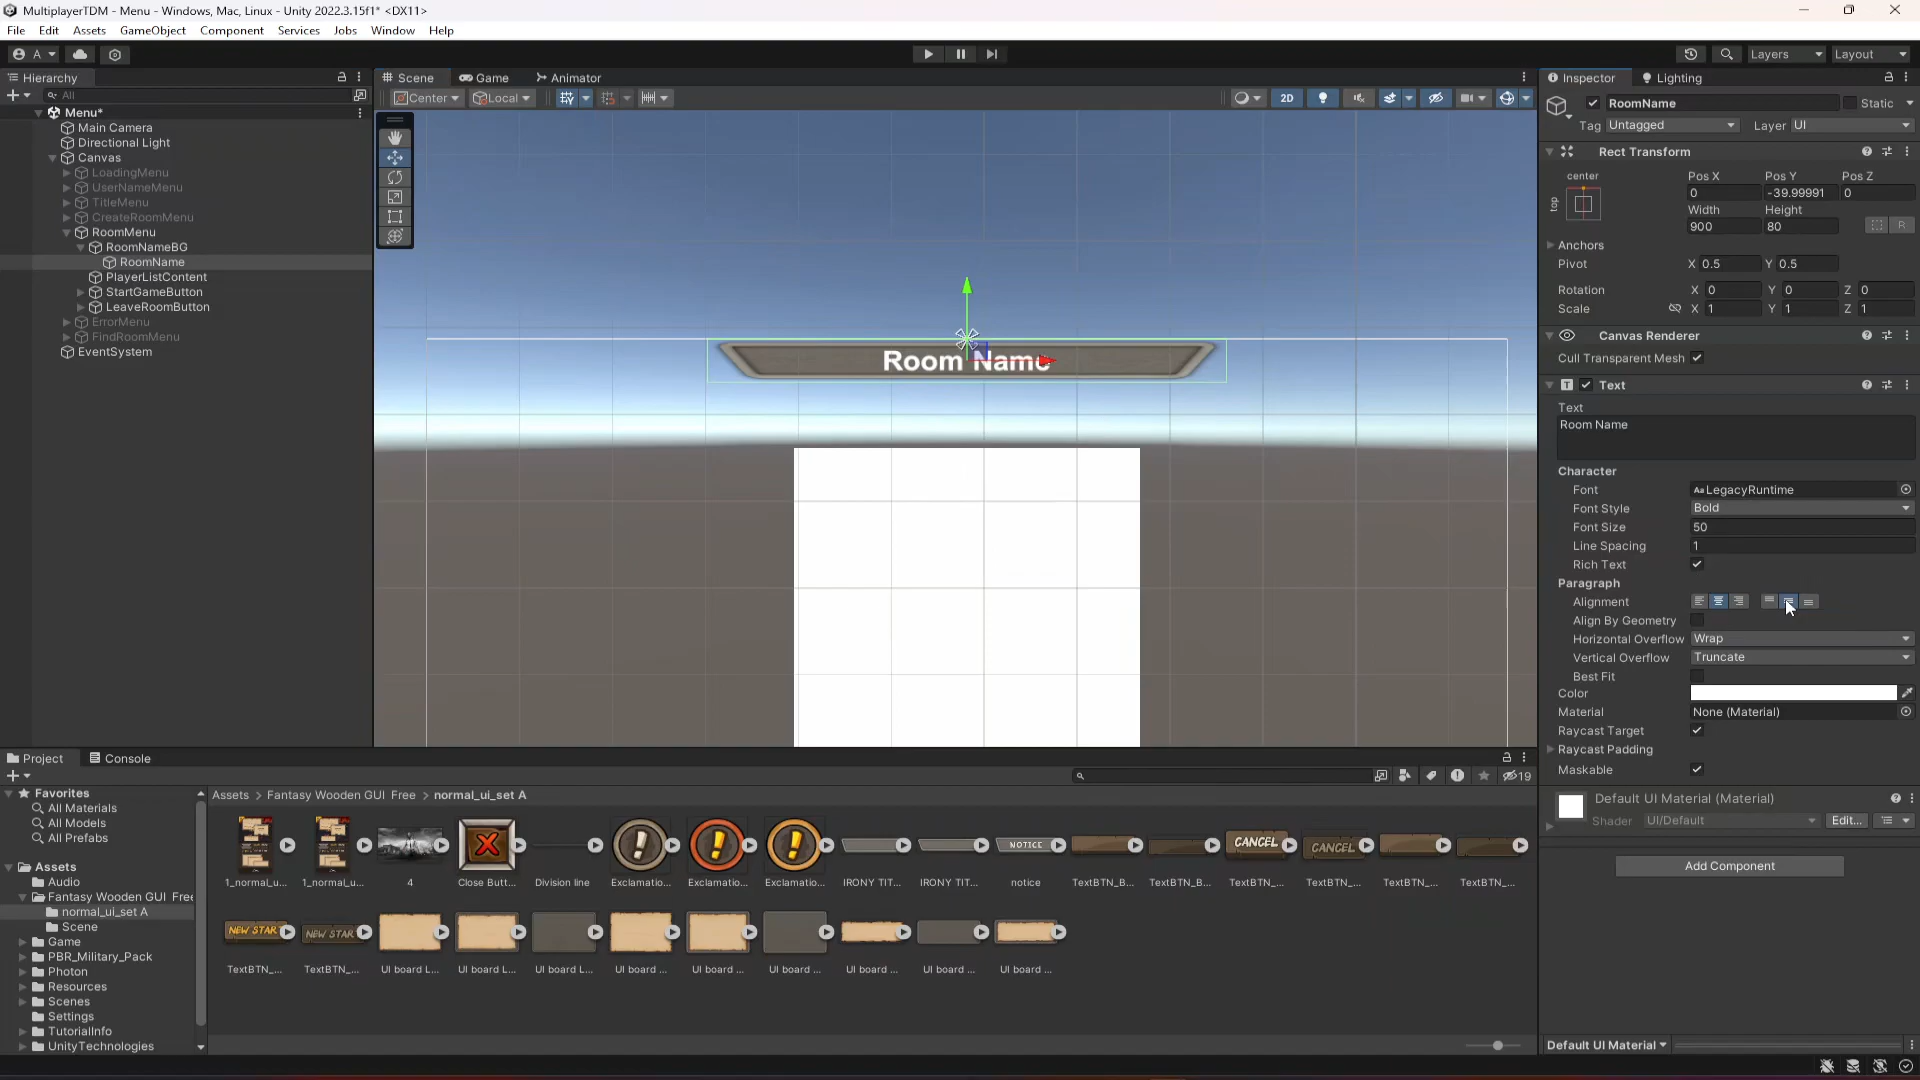 MultiplayerTDM - Menu - Windows, Mac, Linux - Unity 2022.3.15f1* <DX11>
File Edit Assets GameObject Component Services Jobs Window Help
A
Layers Layout
Hierarchy
All
Menu*
Main Camera
Directional Light
Canvas
LoadingMenu
UserNameMenu
TitleMenu
CreateRoomMenu
RoomMenu
RoomNameBG
RoomName
PlayerListContent
StartGameButton
LeaveRoomButton
ErrorMenu
FindRoomMenu
EventSystem
Scene Game Animator
Center Local
2D
Room Name
Inspector Lighting
RoomName Static
Tag Untagged Layer UI
Rect Transform
center
top
Pos X Pos Y Pos Z
0 -39.99991 0
Width Height
900 80
R
Anchors
Pivot X 0.5 Y 0.5
Rotation X 0 Y 0 Z 0
Scale X 1 Y 1 Z 1
Canvas Renderer
Cull Transparent Mesh
Text
Text
Room Name
Character
Font Aa LegacyRuntime
Font Style Bold
Font Size 50
Line Spacing 1
Rich Text
Paragraph
Alignment
Align By Geometry
Horizontal Overflow Wrap
Vertical Overflow Truncate
Best Fit
Color
Material None (Material)
Raycast Target
Raycast Padding
Maskable
Default UI Material (Material)
Shader UI/Default Edit...
Add Component
Default UI Material
Project Console
19
Favorites
All Materials
All Models
All Prefabs
Assets
Audio
Fantasy Wooden GUI Free
normal_ui_set A
Scene
Game
PBR_Military_Pack
Photon
Resources
Scenes
Settings
TutorialInfo
UnityTechnologies
Assets > Fantasy Wooden GUI Free > normal_ui_set A
NOTICE CANCEL CANCEL
1_normal_u... 1_normal_u... 4 Close Butt... Division line Exclamatio... Exclamatio... Exclamatio... IRONY TIT... IRONY TIT... notice TextBTN_B... TextBTN_B... TextBTN_... TextBTN_... TextBTN_... TextBTN_...
NEW START NEW START
TextBTN_... TextBTN_... UI board L... UI board L... UI board L... UI board ... UI board ... UI board ... UI board ... UI board ... UI board ...